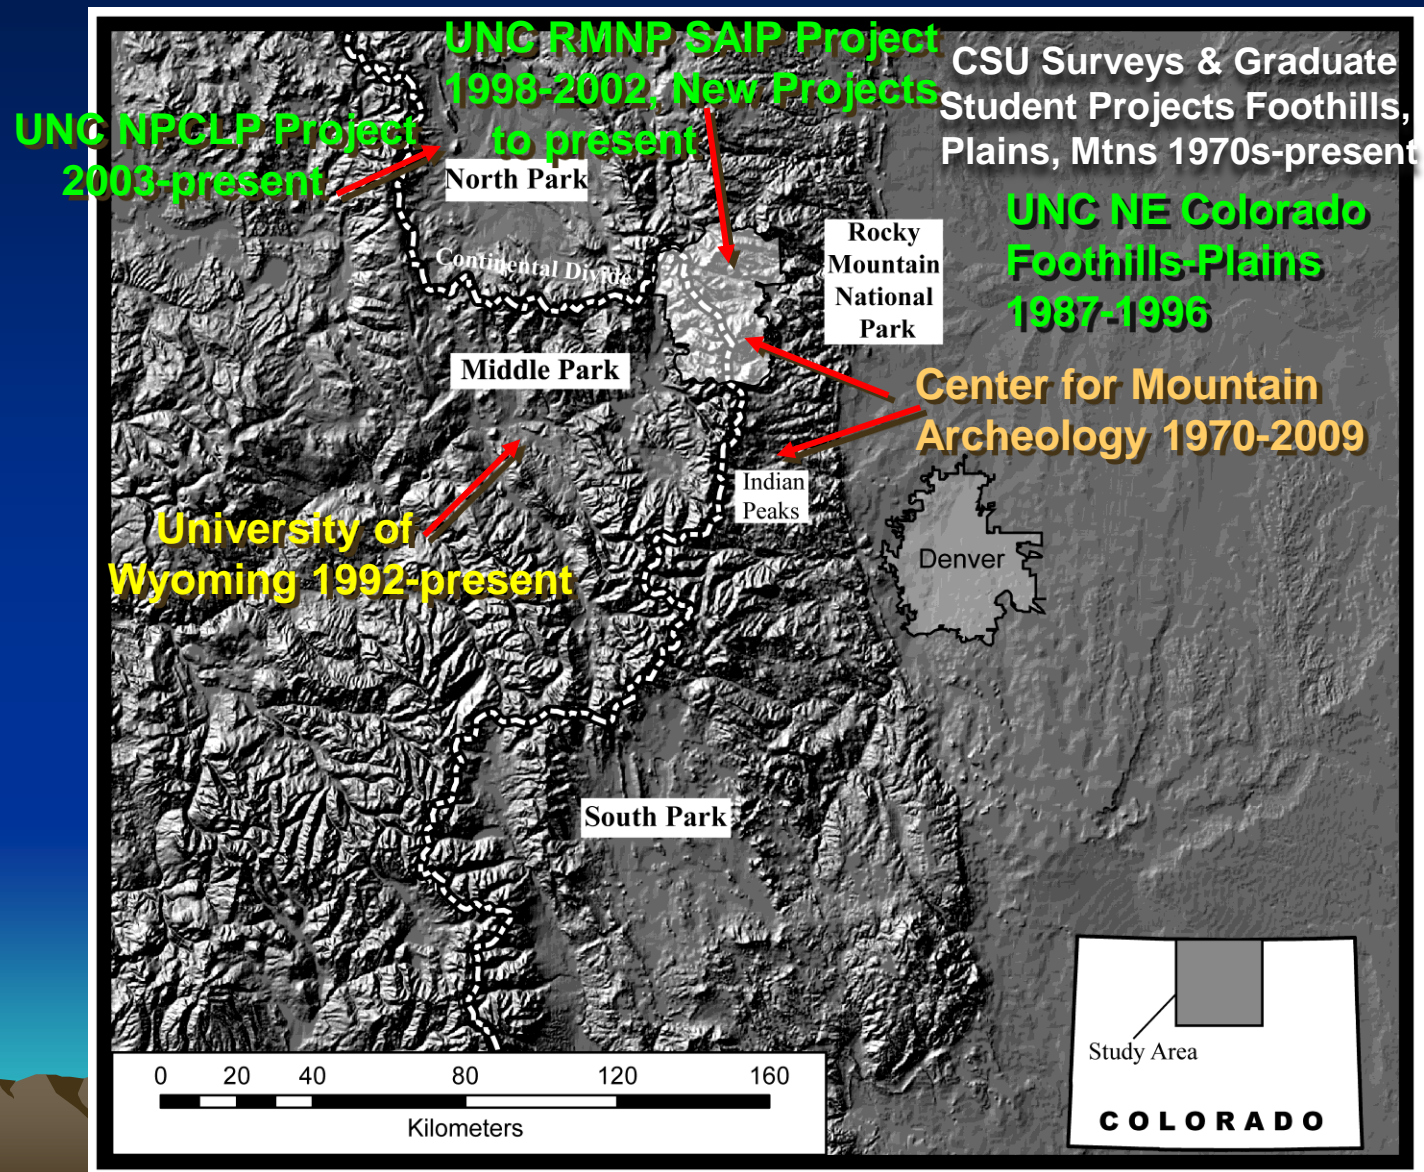 UNC RMNP SAIP Project
1998-2002, New Projects
to present
CSU Surveys & Graduate
Student Projects Foothills,
Plains, Mtns 1970s-present
UNC NPCLP Project
2003-present
North Park
UNC NE Colorado
Foothills-Plains
1987-1996
Rocky
Mountain
National
Park
Continental Divide
Middle Park
Center for Mountain
Archeology 1970-2009
Indian
Peaks
University of
Wyoming 1992-present
Denver
South Park
Study Area
COLORADO
0 20 40 80 120 160
Kilometers